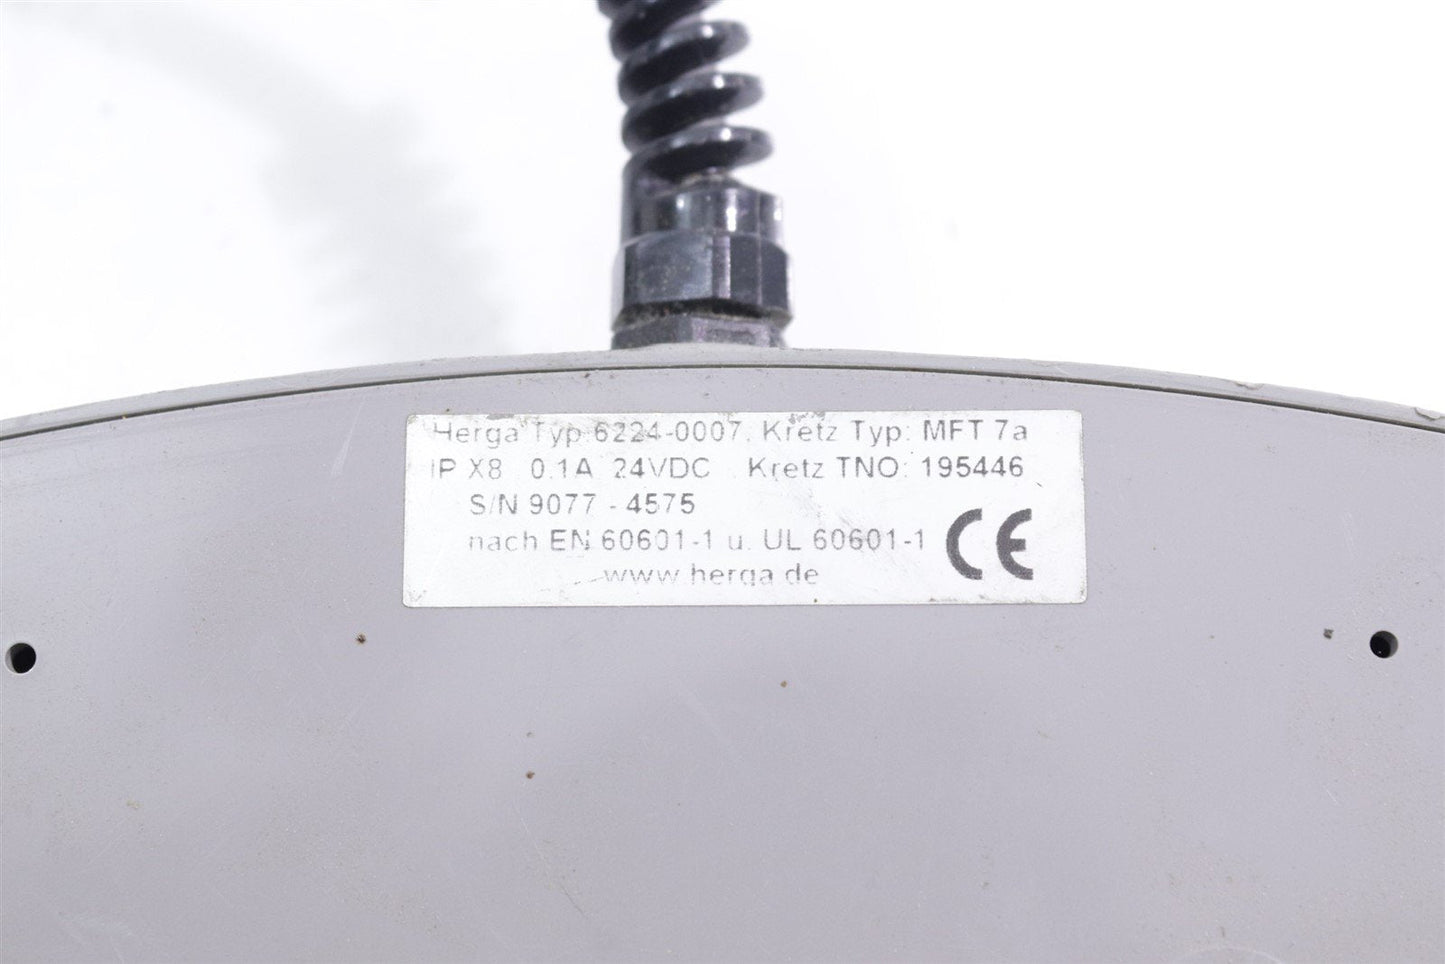 Herga Typ 6224-0007, Kretz Typ: MFT 7a
IP X8 0.1A 24VDC Kretz TNO: 195446
S/N 9077 - 4575
nach EN 60601-1 u. UL 60601-1
www.herga.de
CE